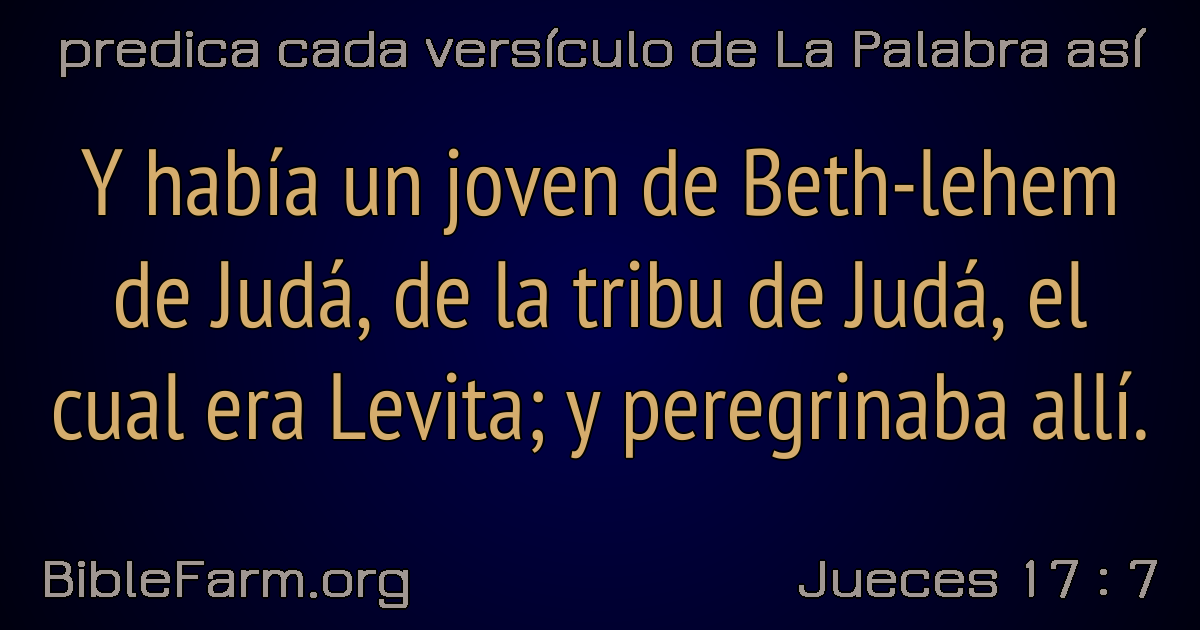 predica cada versículo de La Palabra así
Y había un joven de Beth-lehem
de Judá, de la tribu de Judá, el
cual era Levita; y peregrinaba allí.
BibleFarm.org
Jueces 17 : 7